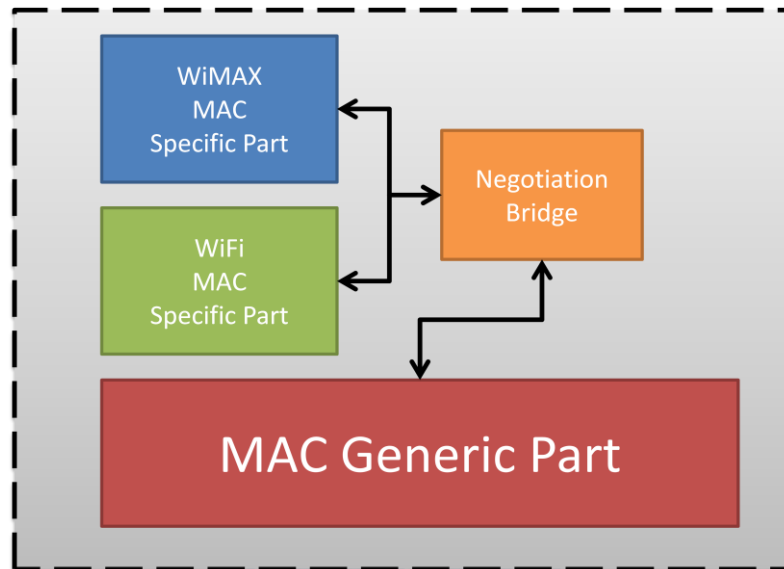 WiMAX
MAC
Specific Part
Negotiation
Bridge
WiFi
MAC
Specific Part
MAC Generic Part